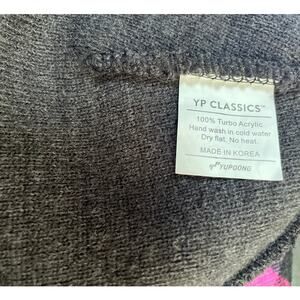 YP CLASSICS™
100% Turbo Acrylic
Hand wash in cold water
Dry flat. No heat.
MADE IN KOREA
YUPOONG